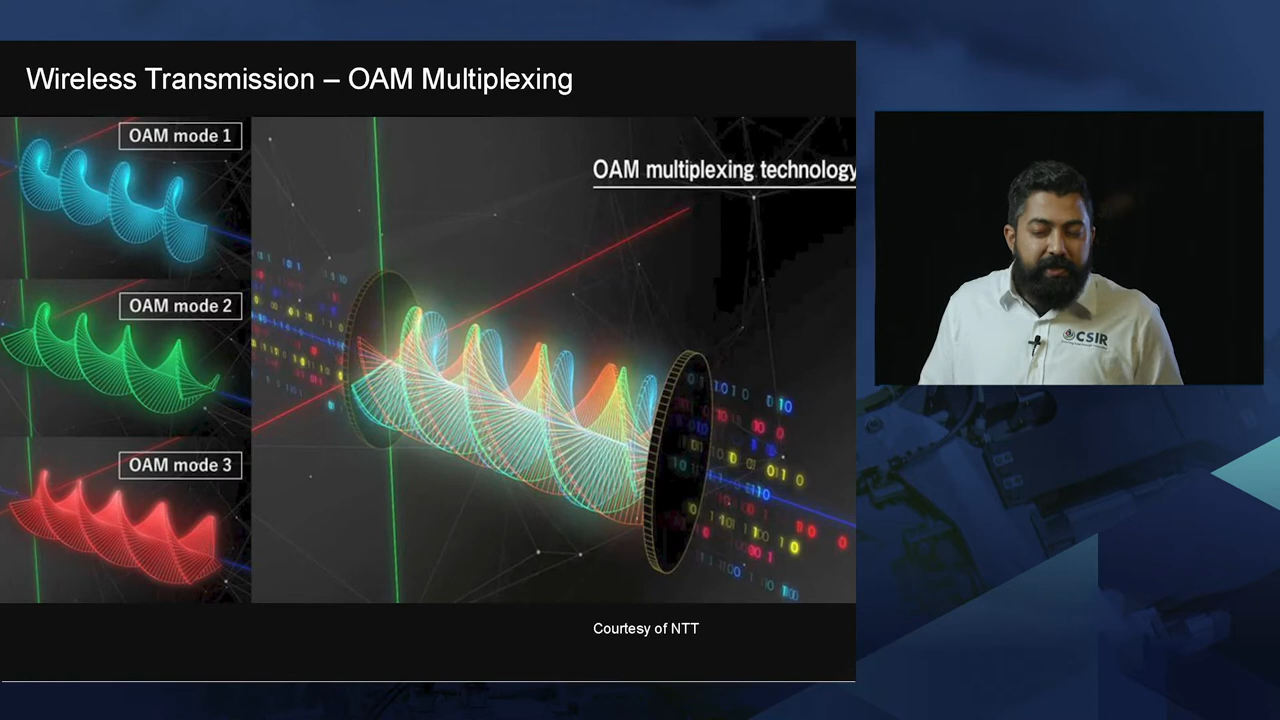 Wireless Transmission – OAM Multiplexing
OAM mode 1
OAM multiplexing technology
OAM mode 2
OAM mode 3
Courtesy of NTT
CSIR